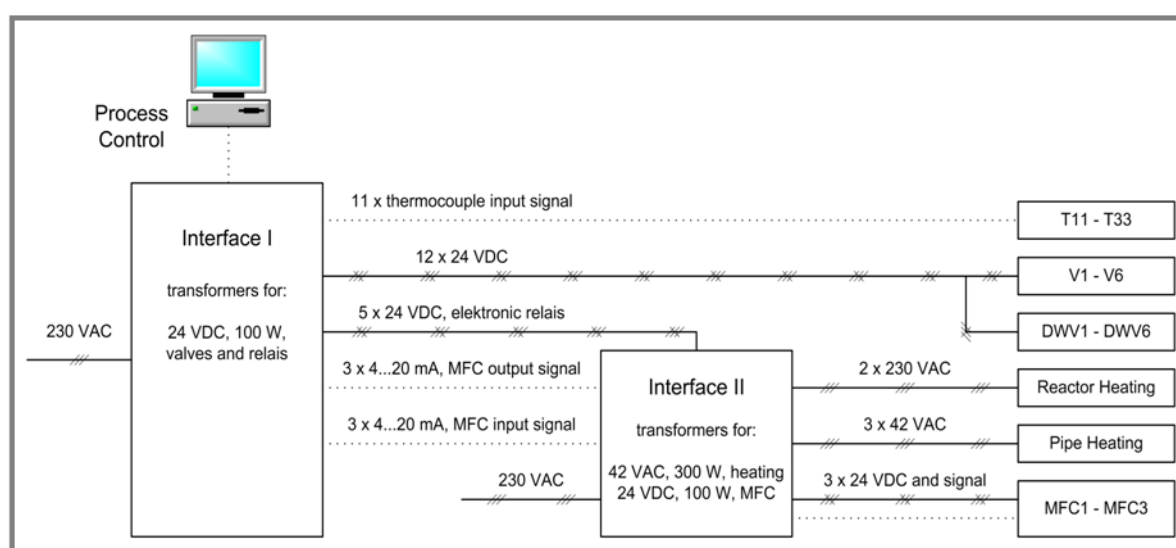 Process
Control
Interface I
transformers for:
24 VDC, 100 W,
valves and relais
230 VAC
11 x thermocouple input signal
12 x 24 VDC
5 x 24 VDC, elektronic relais
3 x 4...20 mA, MFC output signal
3 x 4...20 mA, MFC input signal
230 VAC
Interface II
transformers for:
42 VAC, 300 W, heating
24 VDC, 100 W, MFC
2 x 230 VAC
3 x 42 VAC
3 x 24 VDC and signal
T11 - T33
V1 - V6
DWV1 - DWV6
Reactor Heating
Pipe Heating
MFC1 - MFC3